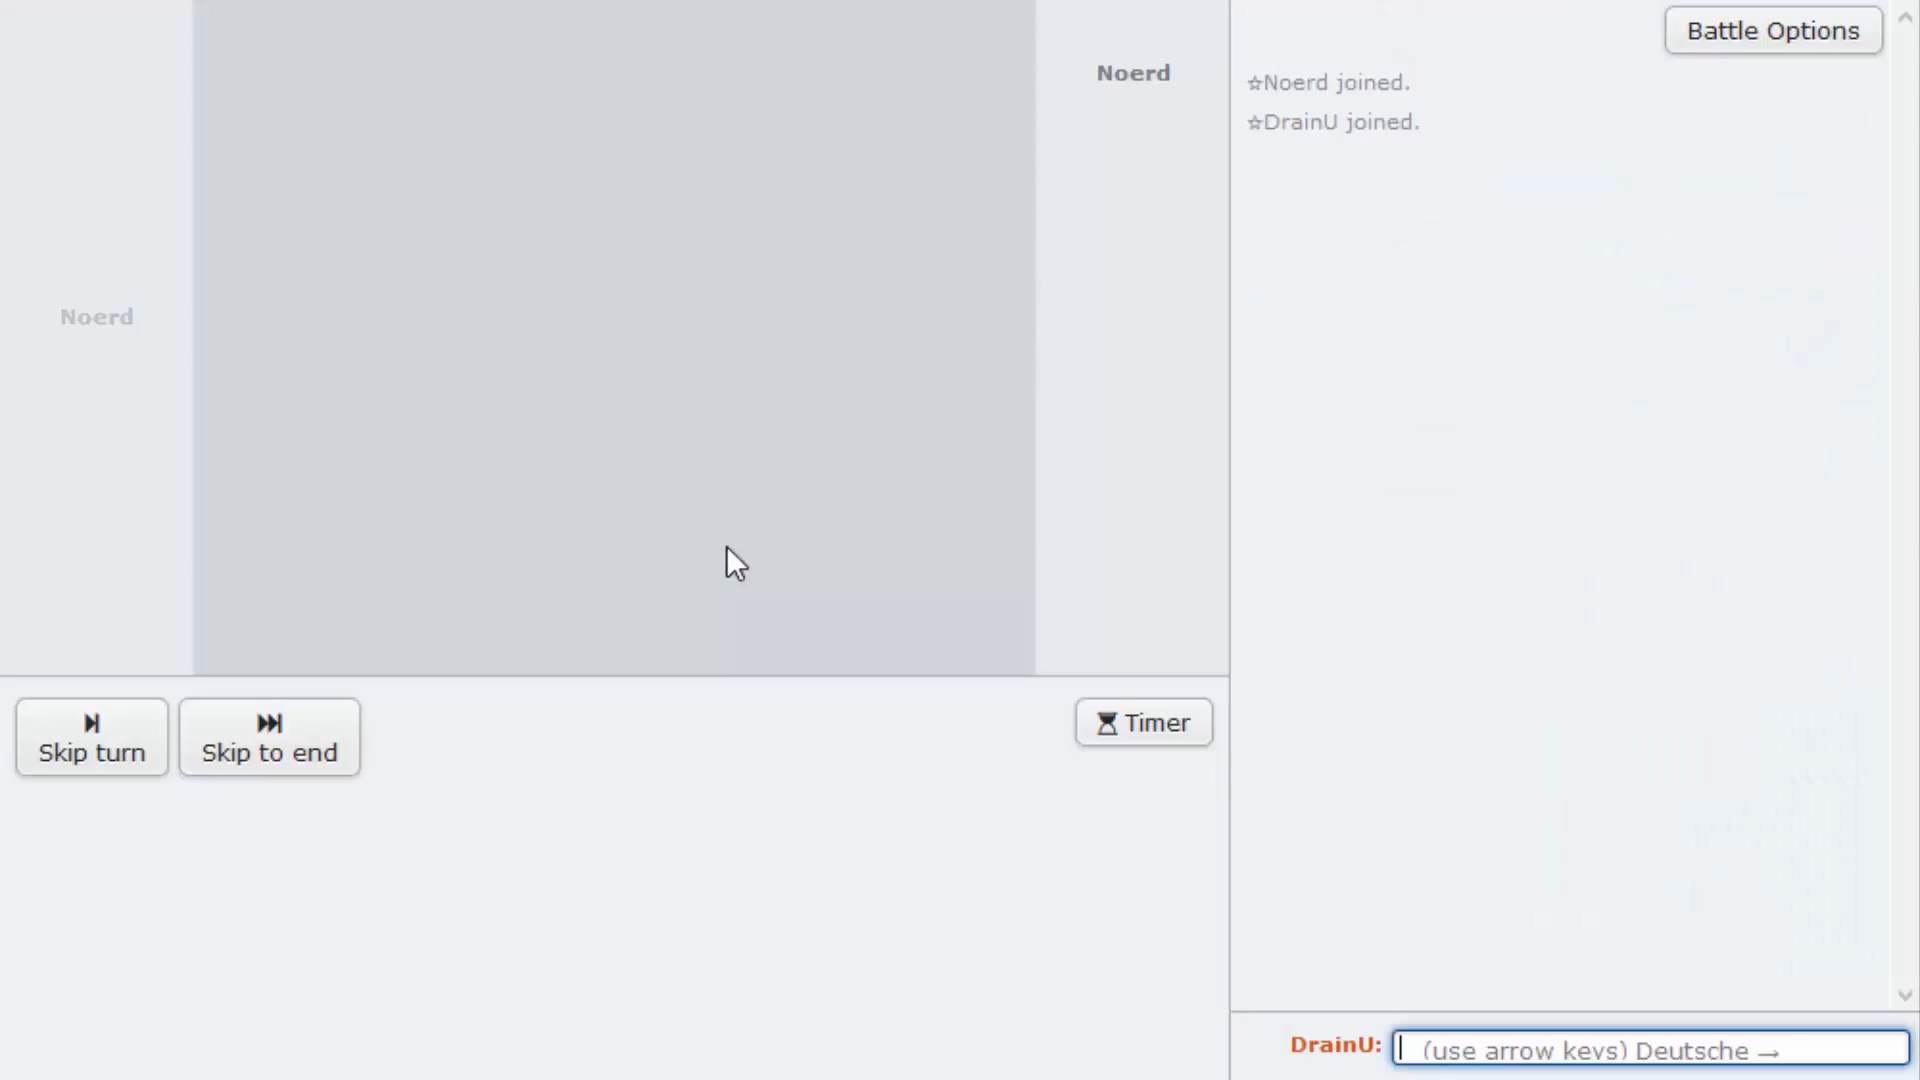 Battle Options
Noerd
☆Noerd joined.
☆DrainU joined.
Noerd
Skip turn
Skip to end
Timer
DrainU:
(use arrow keys) Deutsche →